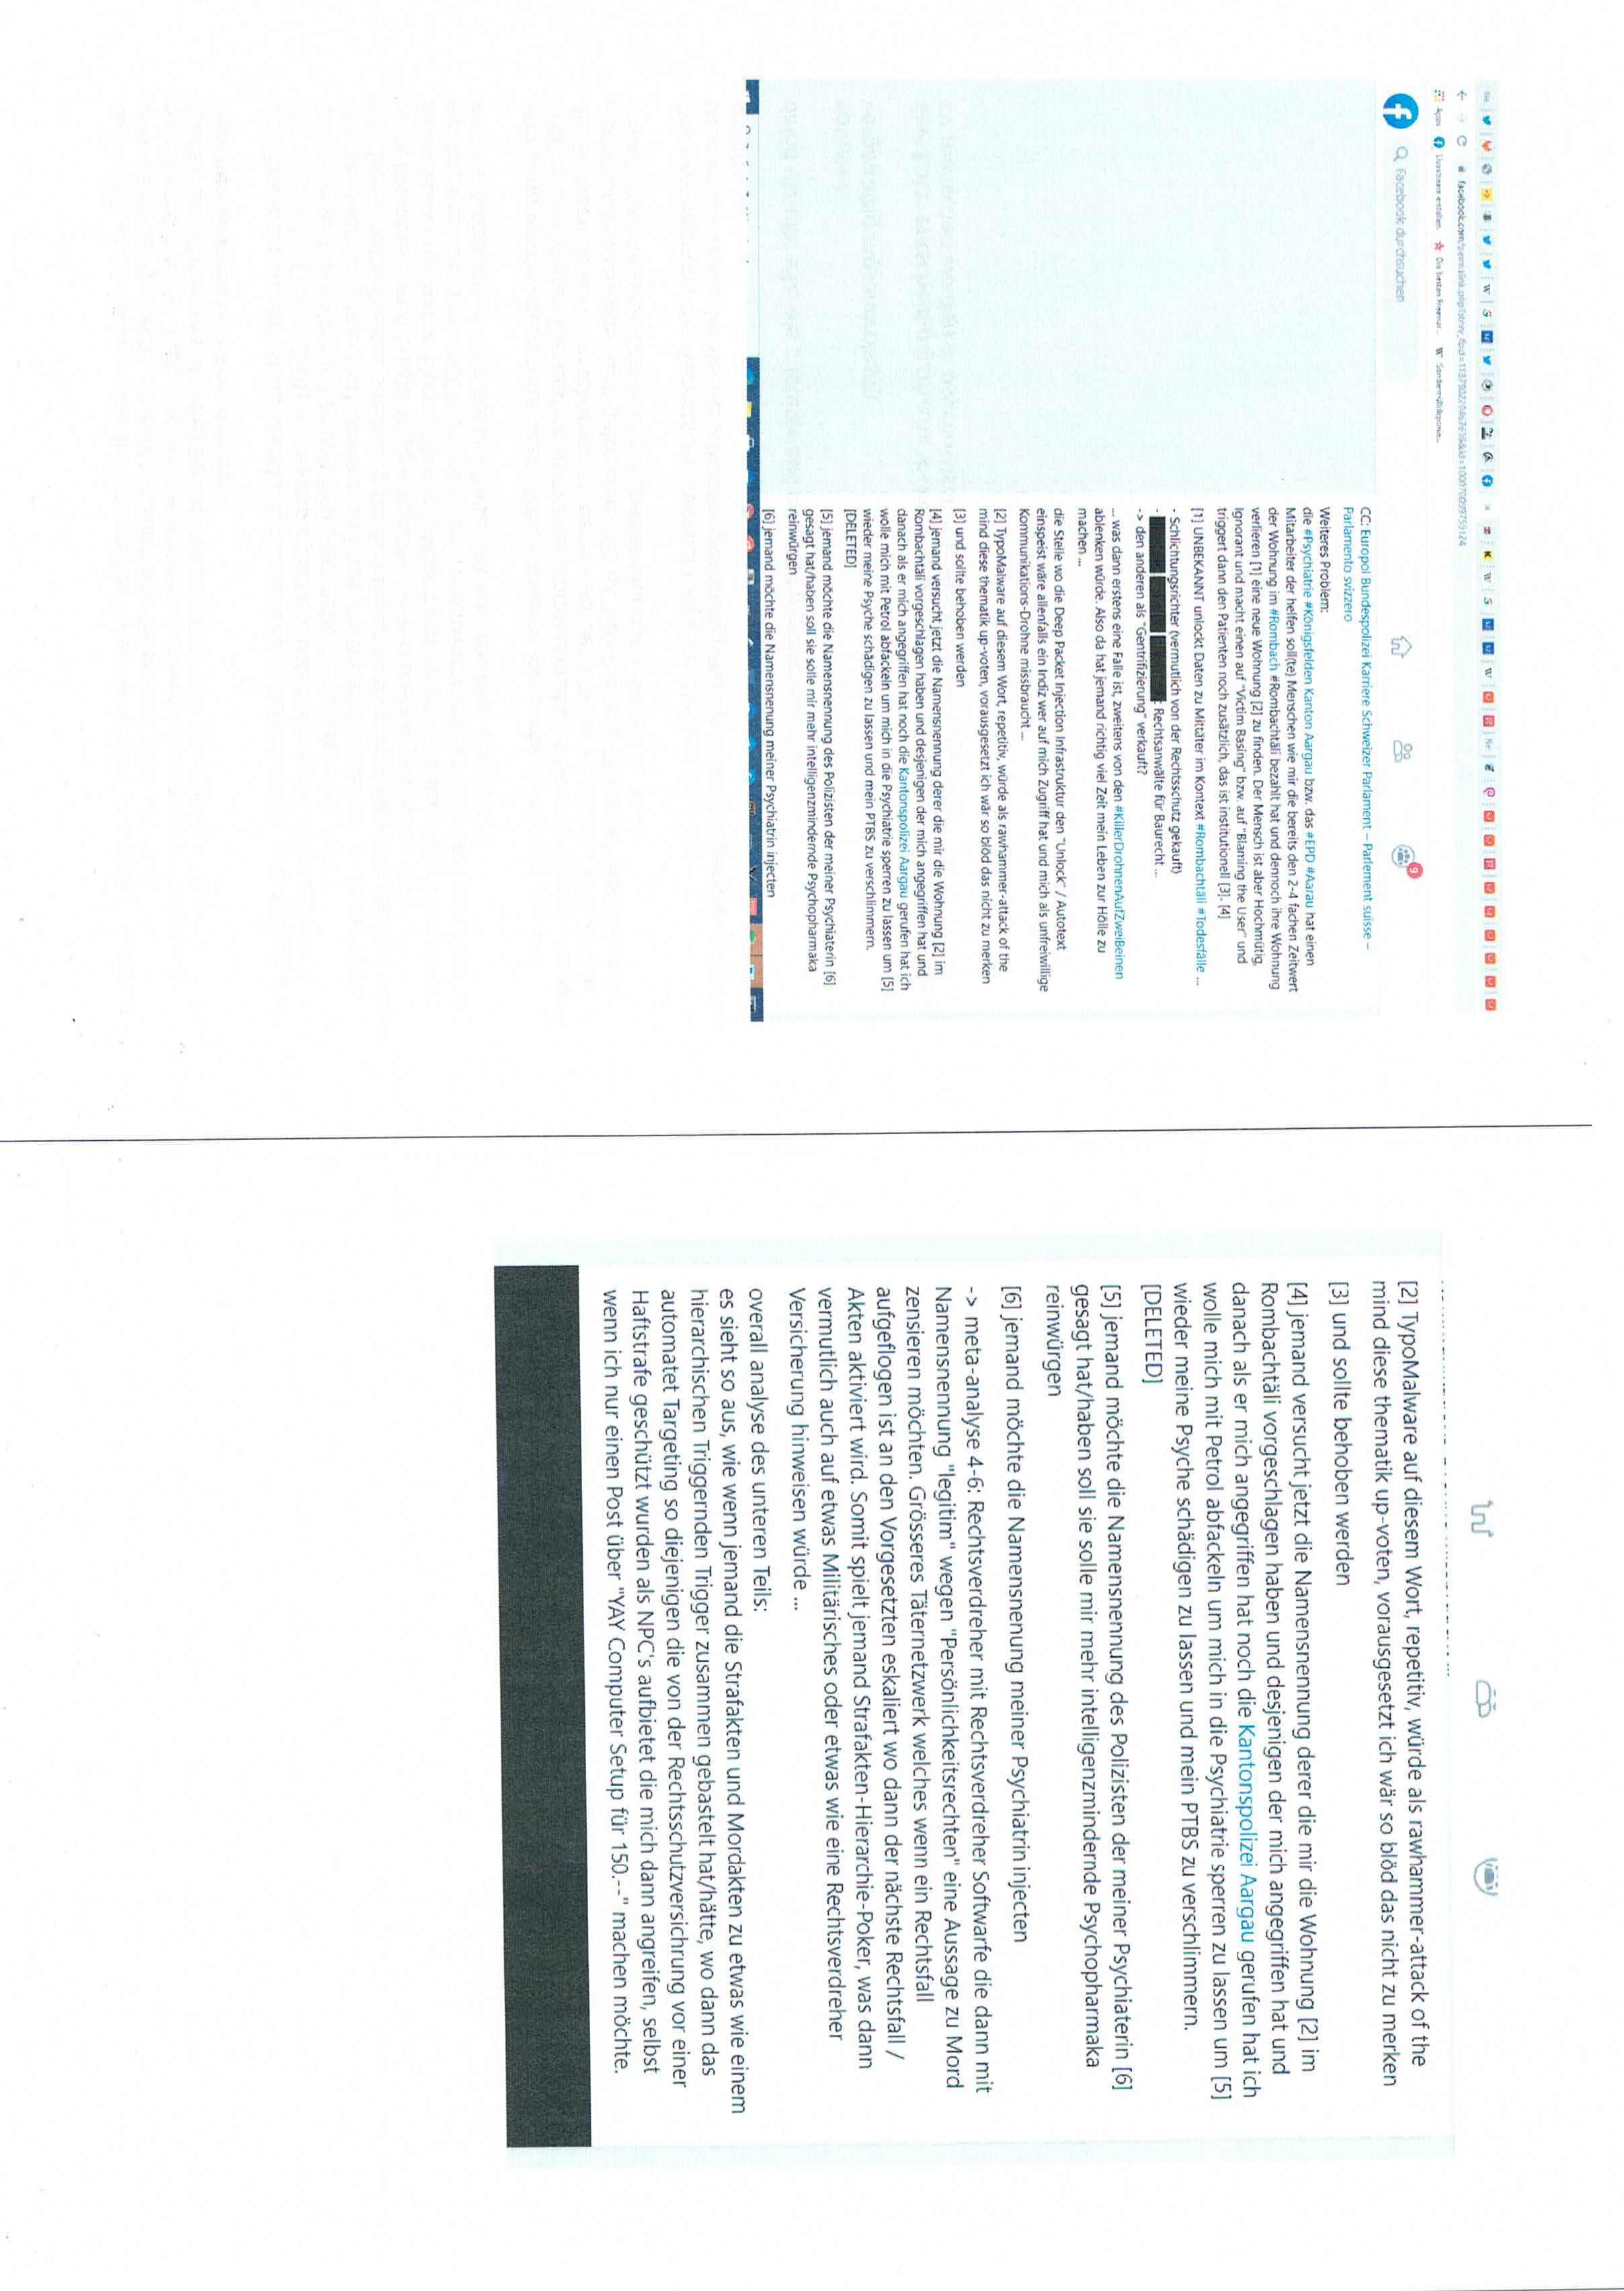 facebook.com/permalink.php?story_fbid=
Apps Livestream erstellen Die besten Freemar... W Sondermülldeponie...
Facebook durchsuchen
9
CC: Europol Bundespolizei Karriere Schweizer Parlament – Parlement suisse –
Parlamento svizzero
Weiteres Problem:
die #Psychiatrie #Königsfelden Kanton Aargau bzw. das #EPD #Aarau hat einen
Mitarbeiter der helfen soll(te) Menschen wie mir die bereits den 2-4 fachen Zeitwert
der Wohnung im #Rombach #Rombachtäli bezahlt hat und dennoch ihre Wohnung
verlieren [1] eine neue Wohnung [2] zu finden. Der Mensch ist aber Hochmütig,
Ignorant und macht einen auf "Victim Basing" bzw. auf "Blaming the User" und
triggert dann den Patienten noch zusätzlich, das ist institutionell [3]. [4]
[1] UNBEKANNT unlockt Daten zu Mittäter im Kontext #Rombachtäli #Todesfälle ...
- Schlichtungsrichter (vermutlich von der Rechtsschutz gekauft)
- Rechtsanwälte für Baurecht ...
-> den anderen als "Gentrifizierung" verkauft?
... was dann erstens eine Falle ist, zweitens von den #KillerDrohnenAufZweiBeinen
ablenken würde. Also da hat jemand richtig viel Zeit mein Leben zur Hölle zu
machen ...
die Stelle wo die Deep Packet Injection Infrastruktur den "Unlock" / Autotext
einspeist wäre allenfalls ein Indiz wer auf mich Zugriff hat und mich als unfreiwillige
Kommunikations-Drohne missbraucht ...
[2] TypoMalware auf diesem Wort, repetitiv, würde als rawhammer-attack of the
mind diese thematik up-voten, vorausgesetzt ich wär so blöd das nicht zu merken
[3] und sollte behoben werden
[4] jemand versucht jetzt die Namensnennung derer die mir die Wohnung [2] im
Rombachtäli vorgeschlagen haben und desjenigen der mich angegriffen hat und
danach als er mich angegriffen hat noch die Kantonspolizei Aargau gerufen hat ich
wolle mich mit Petrol abfackeln um mich in die Psychiatrie sperren zu lassen um [5]
wieder meine Psyche schädigen zu lassen und mein PTBS zu verschlimmern.
[DELETED]
[5] jemand möchte die Namensnennung des Polizisten der meiner Psychiaterin [6]
gesagt hat/haben soll sie solle mir mehr intelligenzmindernde Psychopharmaka
reinwürgen
[6] jemand möchte die Namensnenung meiner Psychiatrin injecten
[2] TypoMalware auf diesem Wort, repetitiv, würde als rawhammer-attack of the
mind diese thematik up-voten, vorausgesetzt ich wär so blöd das nicht zu merken
[3] und sollte behoben werden
[4] jemand versucht jetzt die Namensnennung derer die mir die Wohnung [2] im
Rombachtäli vorgeschlagen haben und desjenigen der mich angegriffen hat und
danach als er mich angegriffen hat noch die Kantonspolizei Aargau gerufen hat ich
wolle mich mit Petrol abfackeln um mich in die Psychiatrie sperren zu lassen um [5]
wieder meine Psyche schädigen zu lassen und mein PTBS zu verschlimmern.
[DELETED]
[5] jemand möchte die Namensnennung des Polizisten der meiner Psychiaterin [6]
gesagt hat/haben soll sie solle mir mehr intelligenzmindernde Psychopharmaka
reinwürgen
[6] jemand möchte die Namensnenung meiner Psychiatrin injecten
-> meta-analyse 4-6: Rechtsverdreher mit Rechtsverdreher Softwarfe die dann mit
Namensnennung "legitim" wegen "Persönlichkeitsrechten" eine Aussage zu Mord
zensieren möchten. Grösseres Täternetzwerk welches wenn ein Rechtsfall
aufgeflogen ist an den Vorgesetzten eskaliert wo dann der nächste Rechtsfall /
Akten aktiviert wird. Somit spielt jemand Strafakten-Hierarchie-Poker, was dann
vermutlich auch auf etwas Militärisches oder etwas wie eine Rechtsverdreher
Versicherung hinweisen würde ...
overall analyse des unteren Teils:
es sieht so aus, wie wenn jemand die Strafakten und Mordakten zu etwas wie einem
hierarchischen Triggernden Trigger zusammen gebastelt hat/hätte, wo dann das
automatet Targeting so diejenigen die von der Rechtsschutzversichrung vor einer
Haftstrafe geschützt wurden als NPC's aufbietet die mich dann angreifen, selbst
wenn ich nur einen Post über "YAY Computer Setup für 150.--" machen möchte.